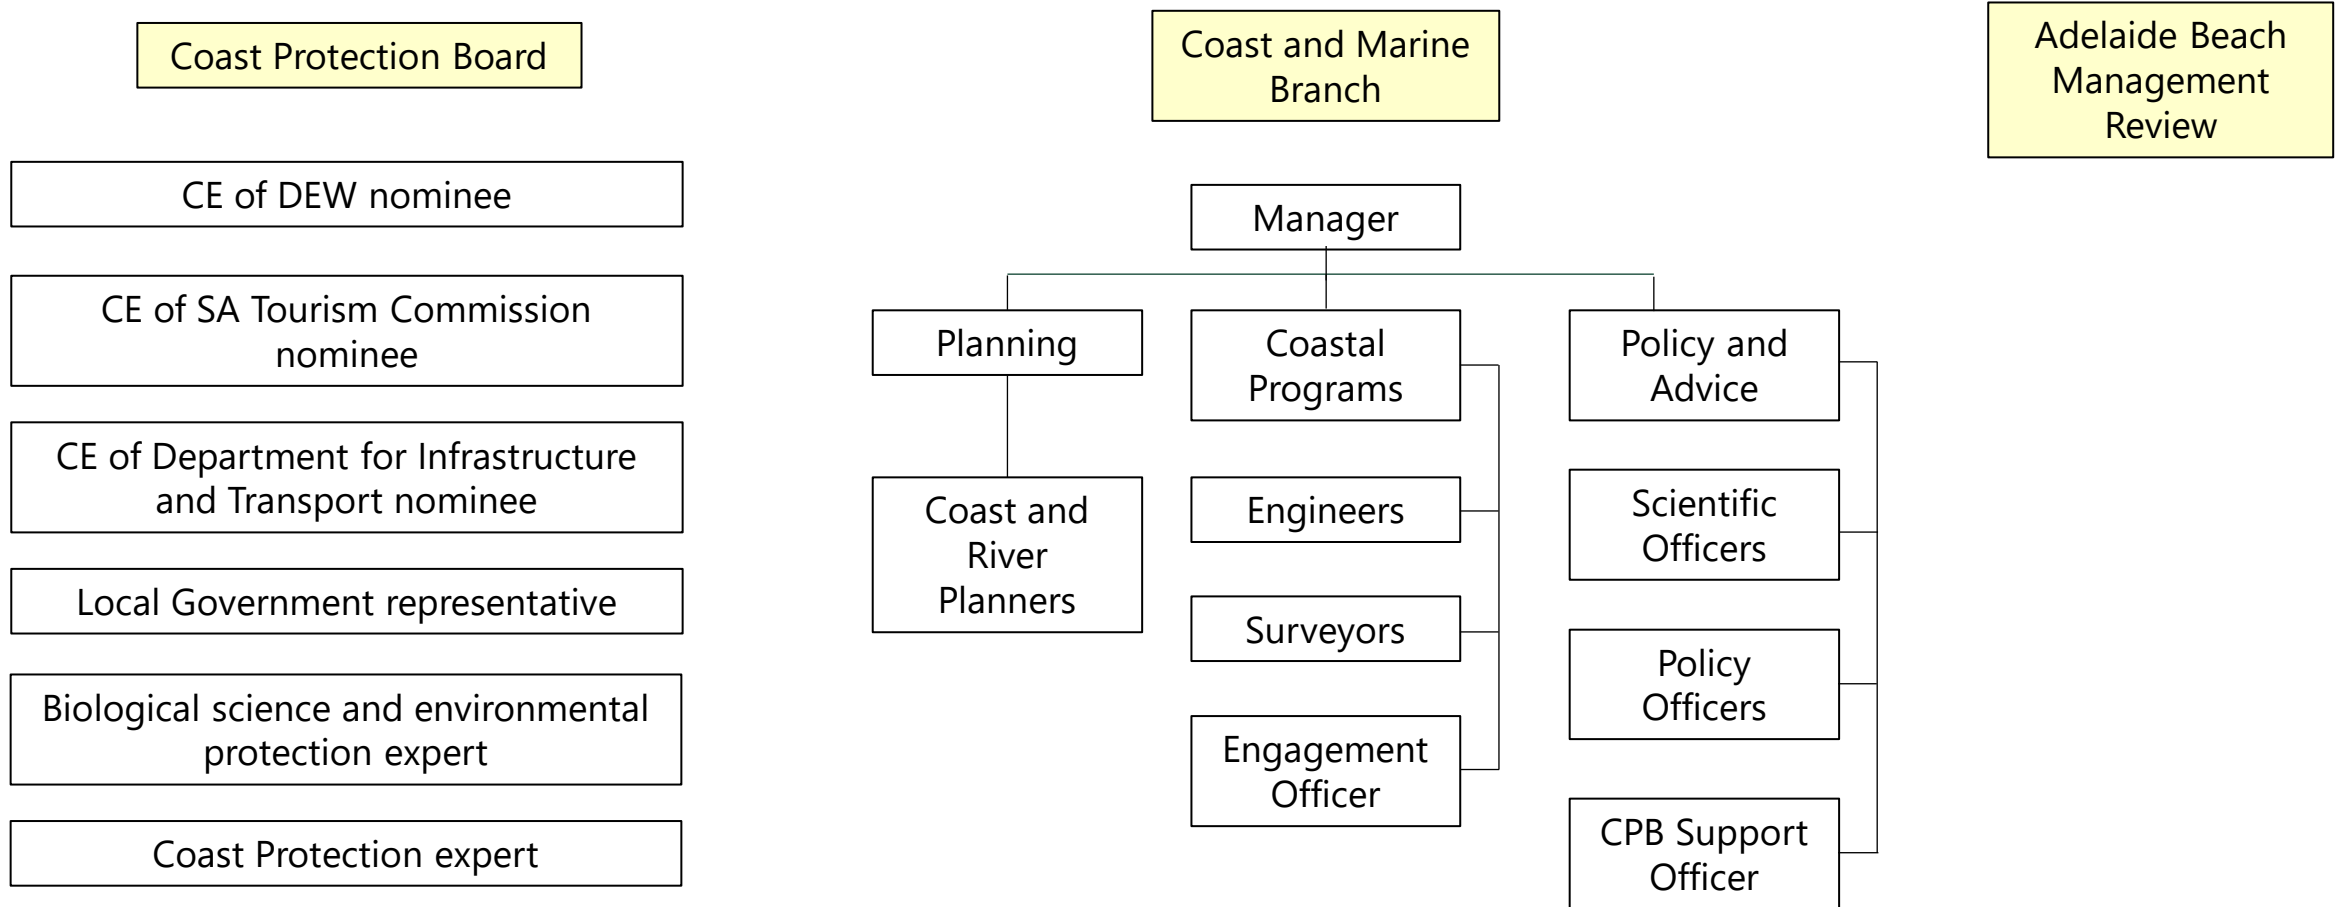 Coast Protection Board
CE of DEW nominee
CE of SA Tourism Commission
nominee
CE of Department for Infrastructure
and Transport nominee
Local Government representative
Biological science and environmental
protection expert
Coast Protection expert
Coast and Marine
Branch
Manager
Planning
Coast and
River
Planners
Coastal
Programs
Engineers
Surveyors
Engagement
Officer
Policy and
Advice
Scientific
Officers
Policy
Officers
CPB Support
Officer
Adelaide Beach
Management
Review